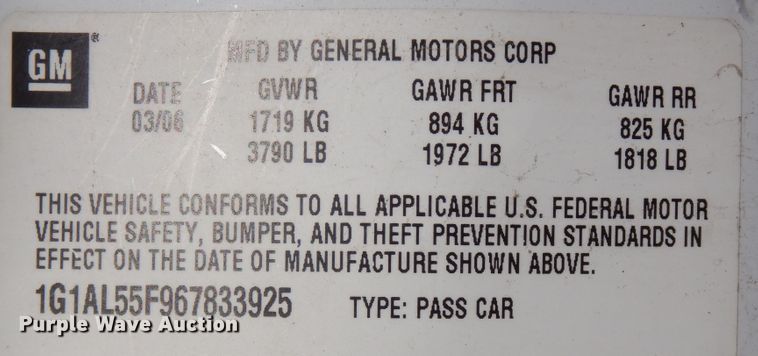 GM ®
MFD BY GENERAL MOTORS CORP
DATE GVWR GAWR FRT GAWR RR
03/06 1719 KG 894 KG 825 KG
3790 LB 1972 LB 1818 LB
THIS VEHICLE CONFORMS TO ALL APPLICABLE U.S. FEDERAL MOTOR
VEHICLE SAFETY, BUMPER, AND THEFT PREVENTION STANDARDS IN
EFFECT ON THE DATE OF MANUFACTURE SHOWN ABOVE.
1G1AL55F967833925 TYPE: PASS CAR
Purple Wave Auction